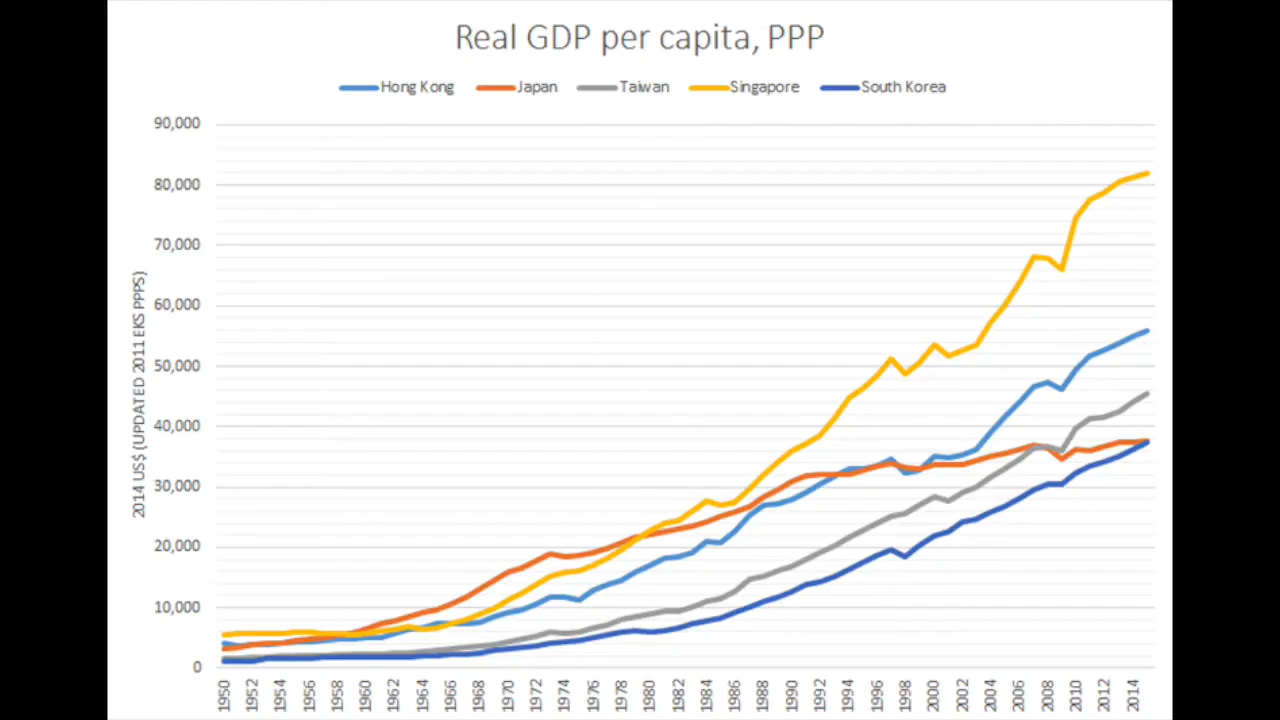 Real GDP per capita, PPP
Hong Kong Japan Taiwan Singapore South Korea
2014 US$ (UPDATED 2011 EKS PPPS)
90,000
80,000
70,000
60,000
50,000
40,000
30,000
20,000
10,000
0
1950 1952 1954 1956 1958 1960 1962 1964 1966 1968 1970 1972 1974 1976 1978 1980 1982 1984 1986 1988 1990 1992 1994 1996 1998 2000 2002 2004 2006 2008 2010 2012 2014